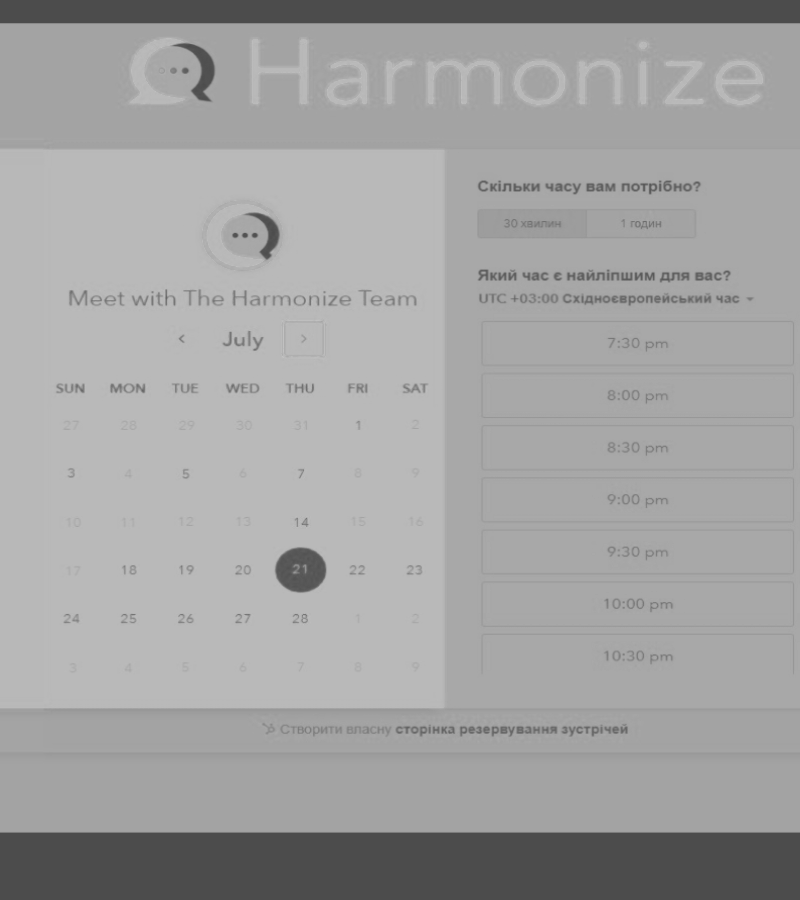 Harmonize
Meet with The Harmonize Team
July
SUN MON TUE WED THU FRI SAT
27 28 29 30 31 1 2
3 4 5 6 7 8 9
10 11 12 13 14 15 16
17 18 19 20 21 22 23
24 25 26 27 28 1 2
3 4 5 6 7 8 9
Скільки часу вам потрібно?
30 хвилин 1 годин
Який час є найліпшим для вас?
UTC +03:00 Східноєвропейський час
7:30 pm
8:00 pm
8:30 pm
9:00 pm
9:30 pm
10:00 pm
10:30 pm
Створити власну сторінка резервування зустрічей